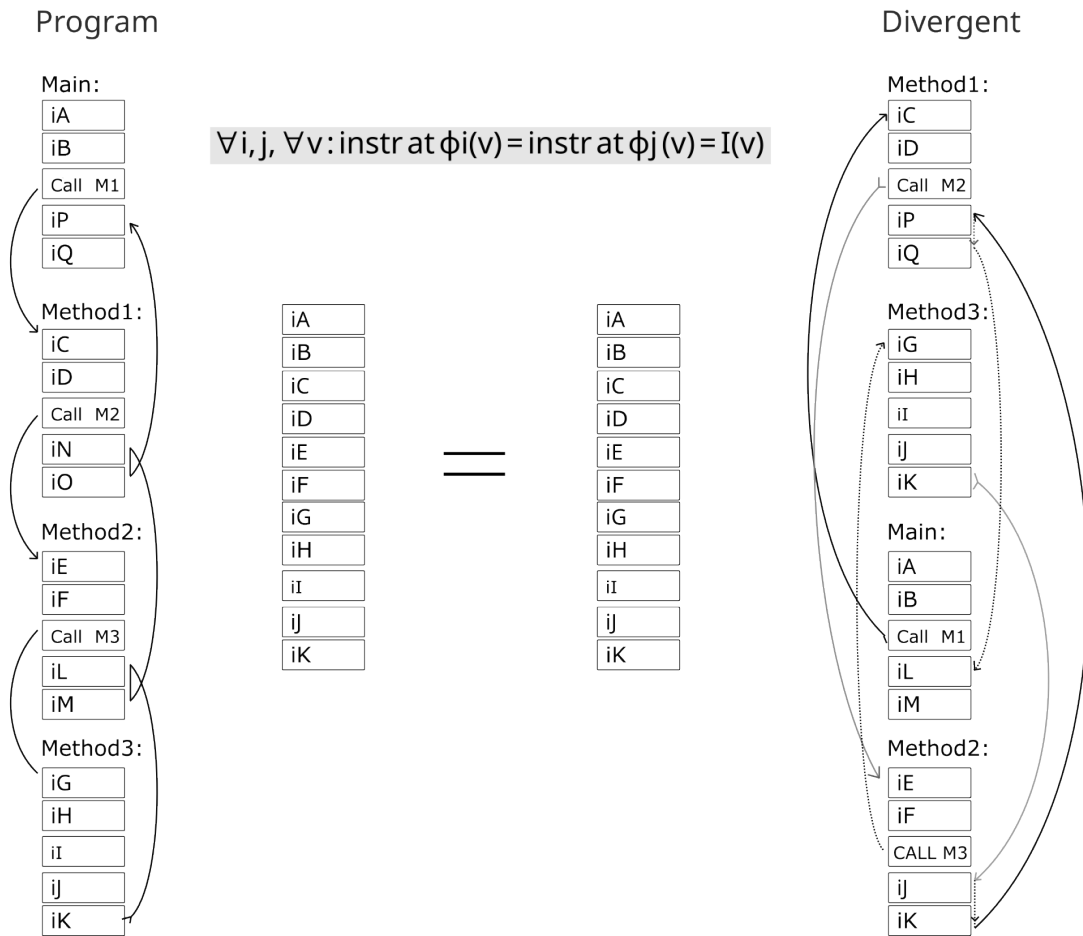 Program
Main:
iA
iB
Call M1
iP
iQ
Method1:
iC
iD
Call M2
iN
iO
Method2:
iE
iF
Call M3
iL
iM
Method3:
iG
iH
iI
iJ
iK
∀i,j, ∀v:instr at ϕi(v)=instr at ϕj(v)=I(v)
iA
iB
iC
iD
iE
iF
iG
iH
iI
iJ
iK
=
iA
iB
iC
iD
iE
iF
iG
iH
iI
iJ
iK
Divergent
Method1:
iC
iD
Call M2
iP
iQ
Method3:
iG
iH
iI
iJ
iK
Main:
iA
iB
Call M1
iL
iM
Method2:
iE
iF
CALL M3
iJ
iK